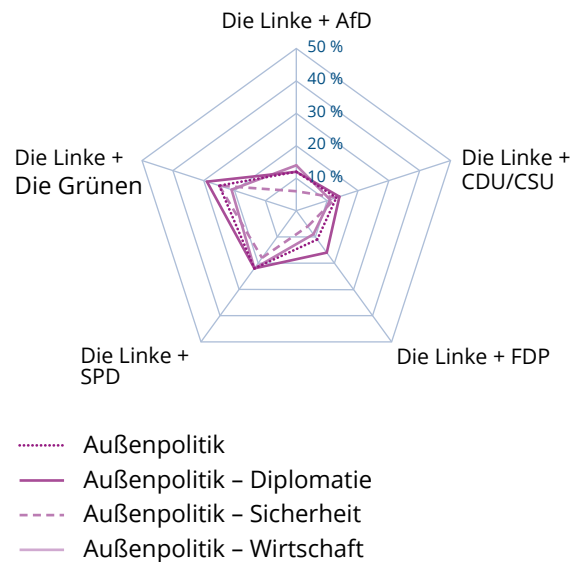 Die Linke + AfD
50 %
40 %
30 %
20 %
10 %
Die Linke +
Die Grünen
Die Linke +
CDU/CSU
Die Linke +
SPD
Die Linke + FDP
Außenpolitik
Außenpolitik – Diplomatie
Außenpolitik – Sicherheit
Außenpolitik – Wirtschaft